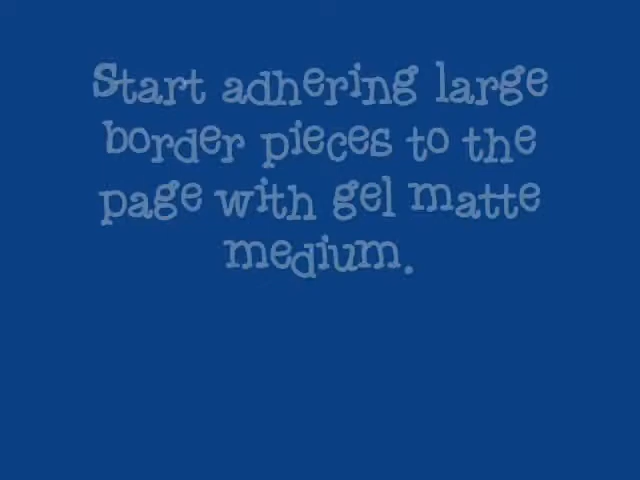 Start adhering large
border pieces to the
page with gel matte
medium.